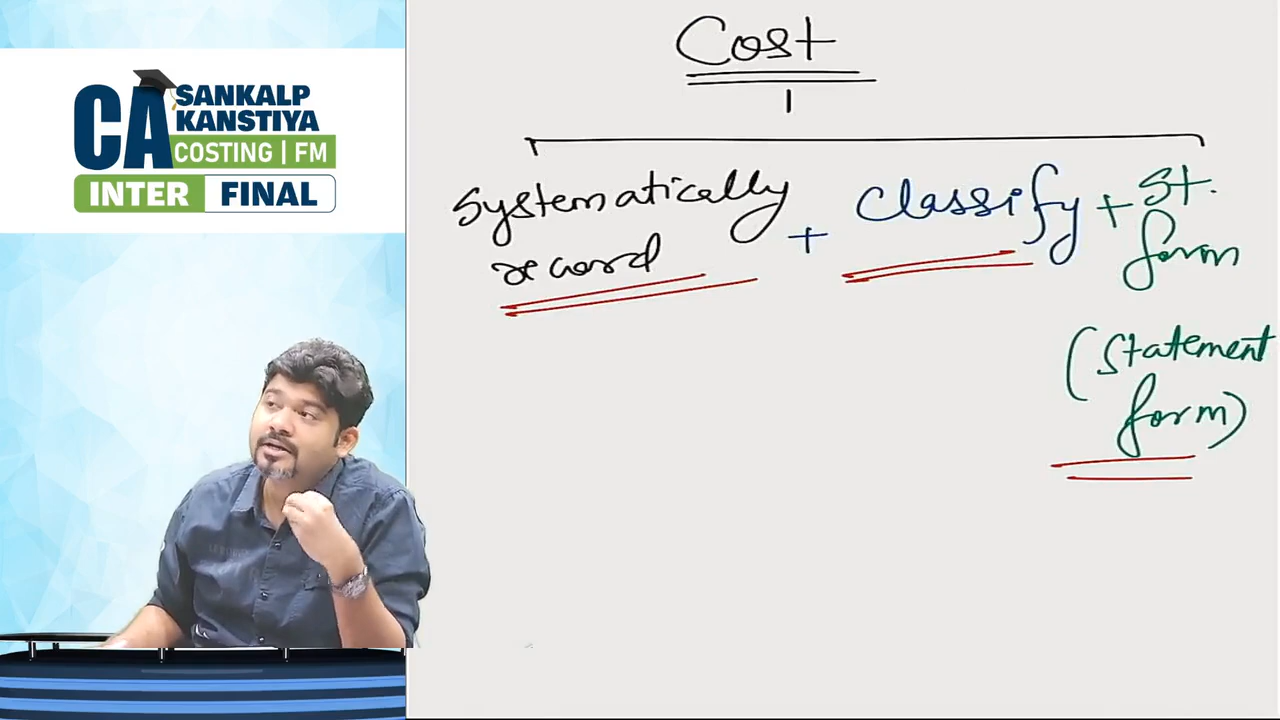 CA SANKALP
KANSTIYA
COSTING | FM
INTER FINAL
Cost
Systematically
record
+ Classify + St.
form
(Statement
form)